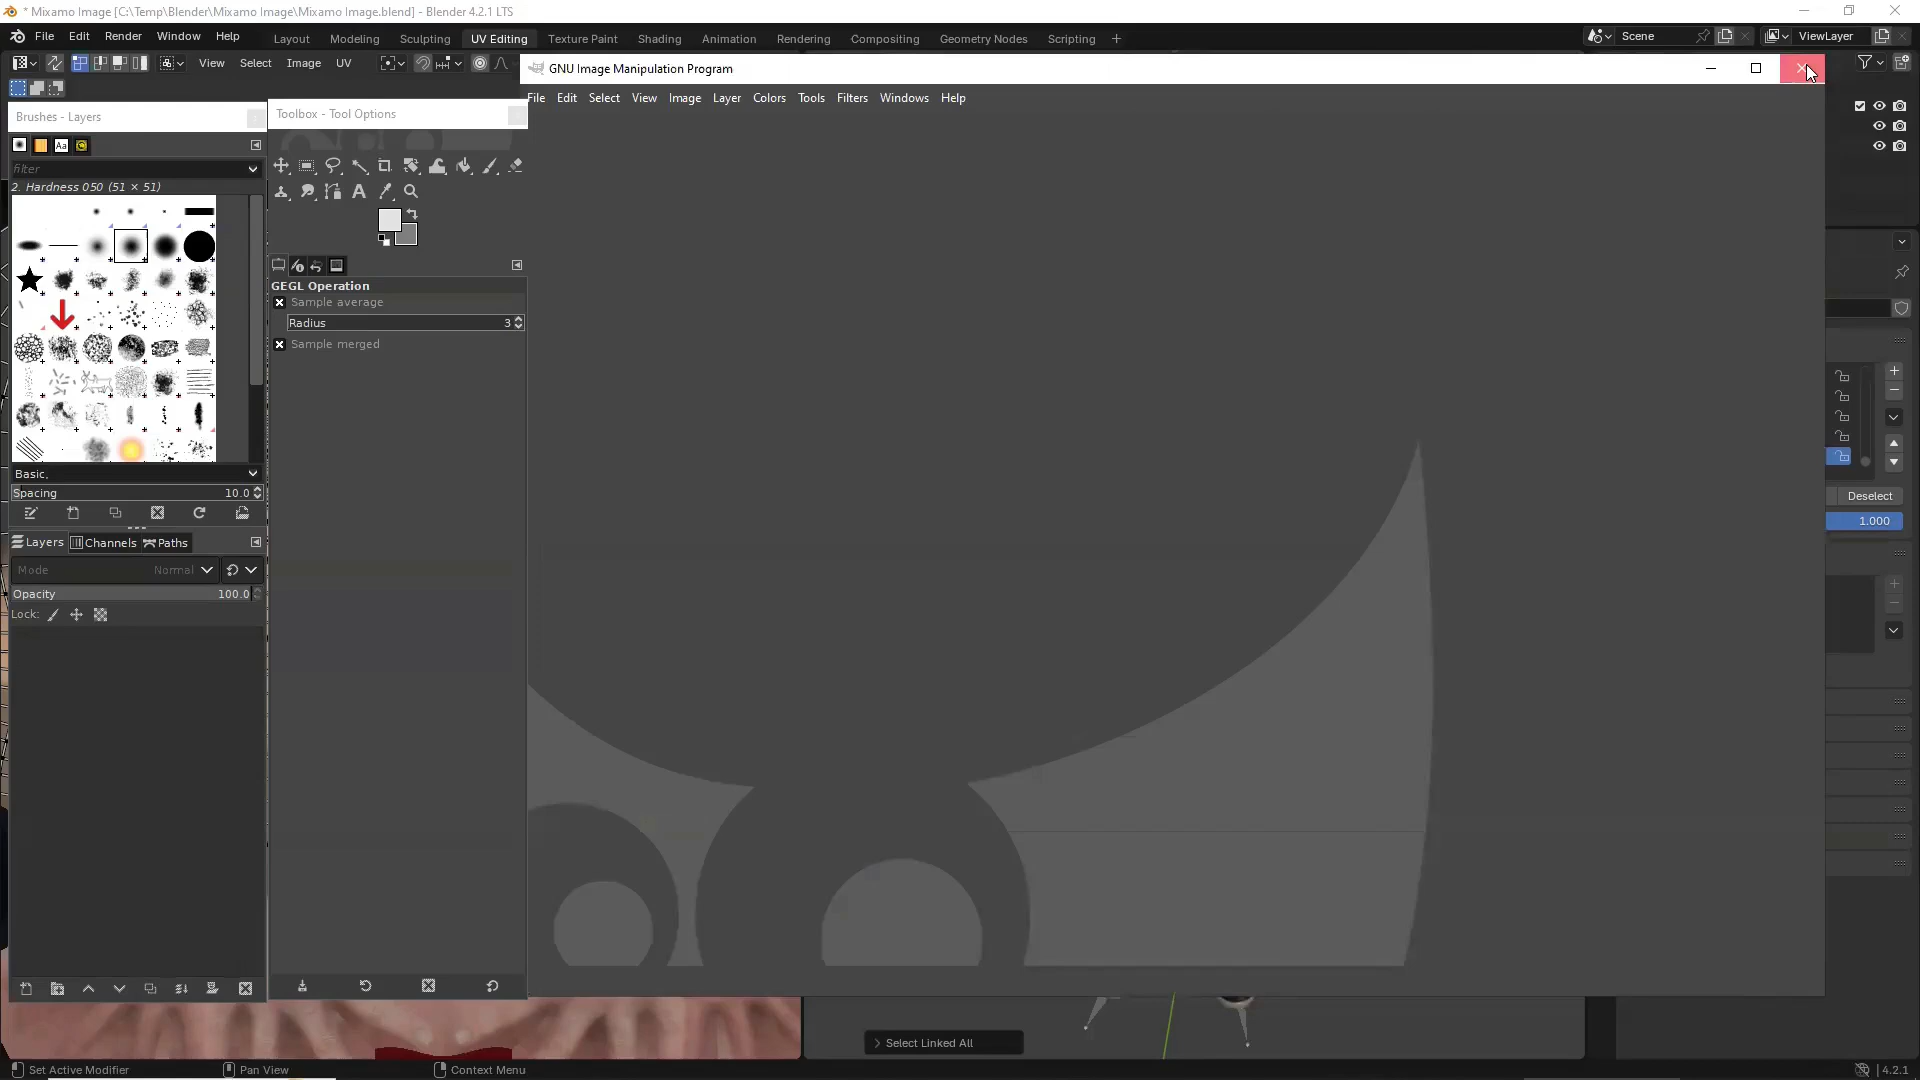 * Mixamo Image [C:\Temp\Blender\Mixamo Image\Mixamo Image.blend] - Blender 4.2.1 LTS
File Edit Render Window Help
Layout Modeling Sculpting UV Editing Texture Paint Shading Animation Rendering Compositing Geometry Nodes Scripting +
Scene ViewLayer
View Select Image UV
GNU Image Manipulation Program
File Edit Select View Image Layer Colors Tools Filters Windows Help
Brushes - Layers
Toolbox - Tool Options
Aa
filter
2. Hardness 050 (51 × 51)
A
GEGL Operation
Sample average
Radius 3
Sample merged
Basic,
Spacing 10.0
Layers Channels Paths
Mode Normal
Opacity 100.0
Lock:
Deselect
1.000
Select Linked All
Set Active Modifier Pan View Context Menu
4.2.1